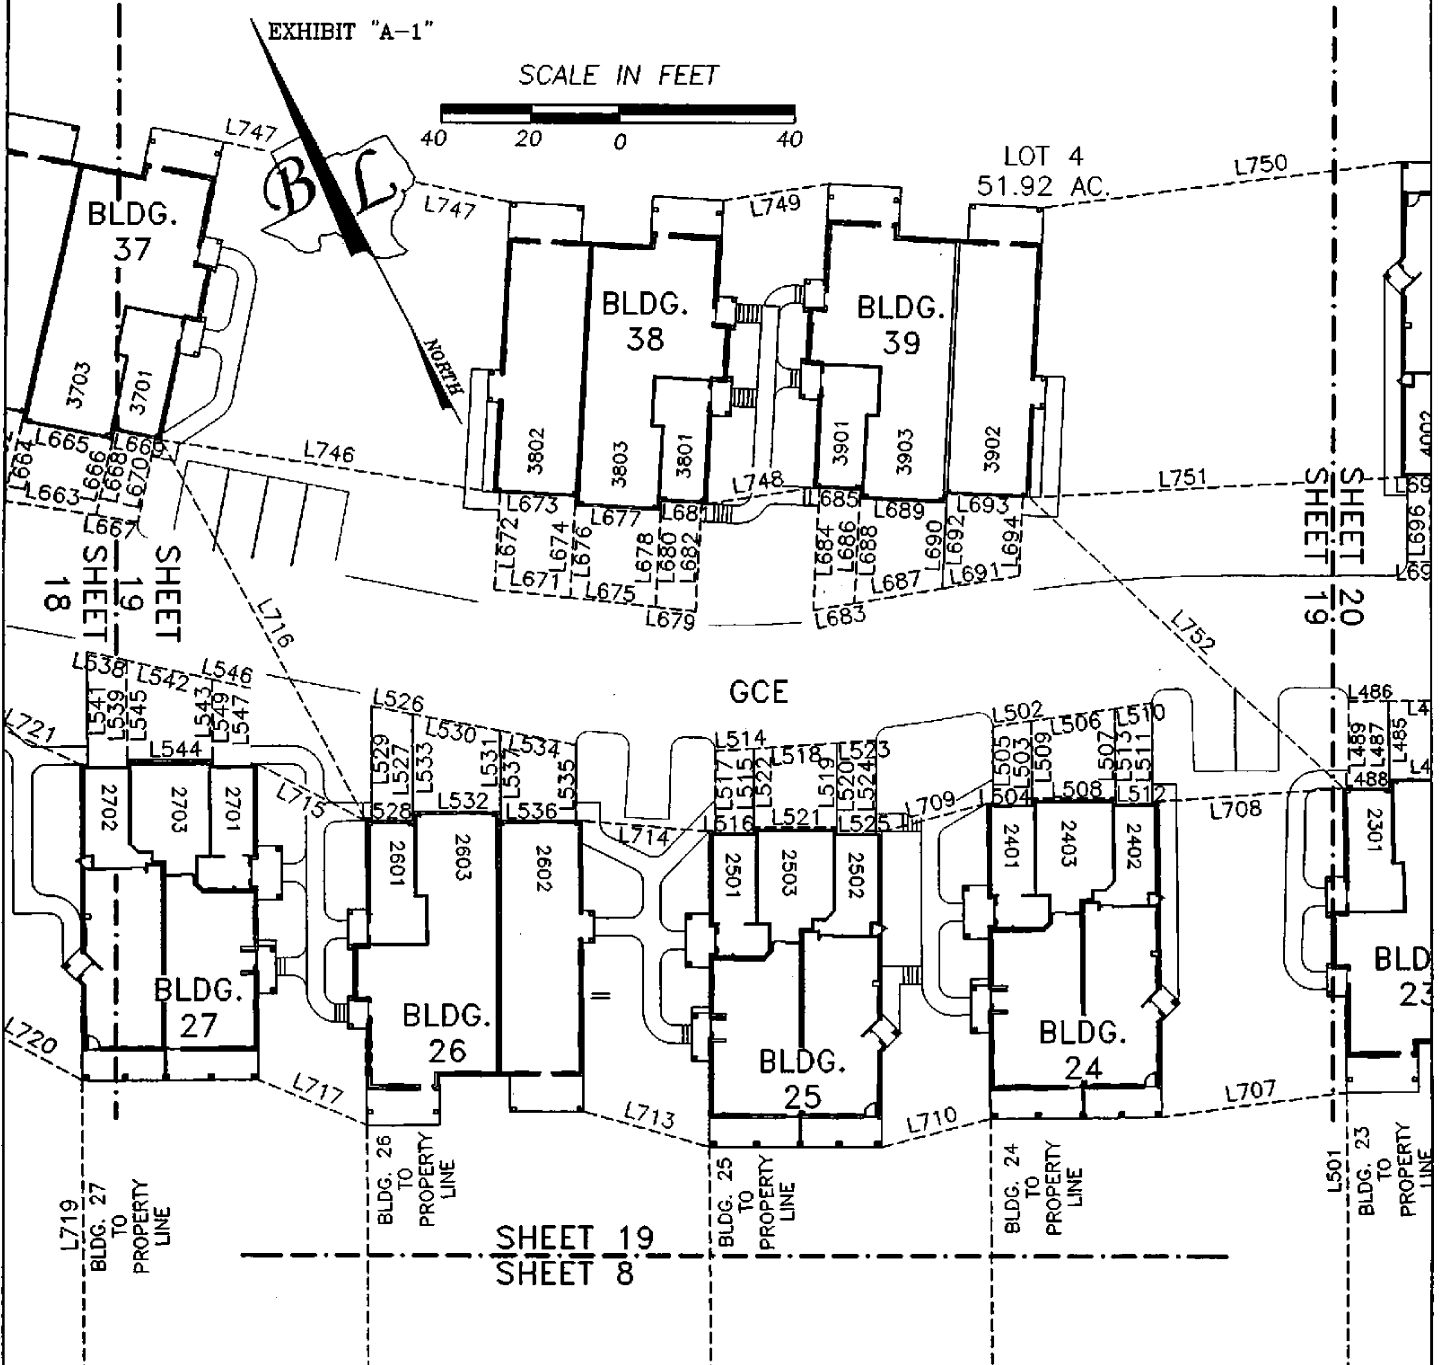 EXHIBIT "A-1"
SCALE IN FEET
40 20 0 40
LOT 4
51.92 AC.
B L
NORTH
L747
L747
L749
L750
BLDG.
37
BLDG.
38
BLDG.
39
3703
3701
3802
3803
3801
3901
3903
3902
4002
L746
L748
L751
L664
L665
L666
L668
L669
L670
L663
L667
L673
L677
L68
L685
L689
L693
L69
L672
L674
L676
L678
L680
L682
L684
L686
L688
L690
L692
L694
L696
L671
L675
L679
L683
L687
L691
L69
SHEET 18
SHEET 19
SHEET 20
SHEET 19
L716
L752
GCE
L538
L542
L546
L526
L530
L534
L514
L518
L523
L502
L506
L510
L486
L4
L721
L541
L539
L545
L543
L549
L547
L529
L527
L533
L531
L537
L535
L517
L515
L522
L519
L520
L524
L505
L503
L509
L507
L513
L511
L489
L487
L485
L544
L715
L528
L532
L536
L714
L516
L521
L525
L709
L504
L508
L512
L708
L488
L4
2702
2703
2701
2601
2603
2602
2501
2503
2502
2401
2403
2402
2301
BLDG.
27
BLDG.
26
BLDG.
25
BLDG.
24
BLD
23
L720
L717
L713
L710
L707
L719
BLDG. 27
TO
PROPERTY
LINE
BLDG. 26
TO
PROPERTY
LINE
BLDG. 25
TO
PROPERTY
LINE
BLDG. 24
TO
PROPERTY
LINE
L501
BLDG. 23
TO
PROPERTY
LINE
SHEET 19
SHEET 8